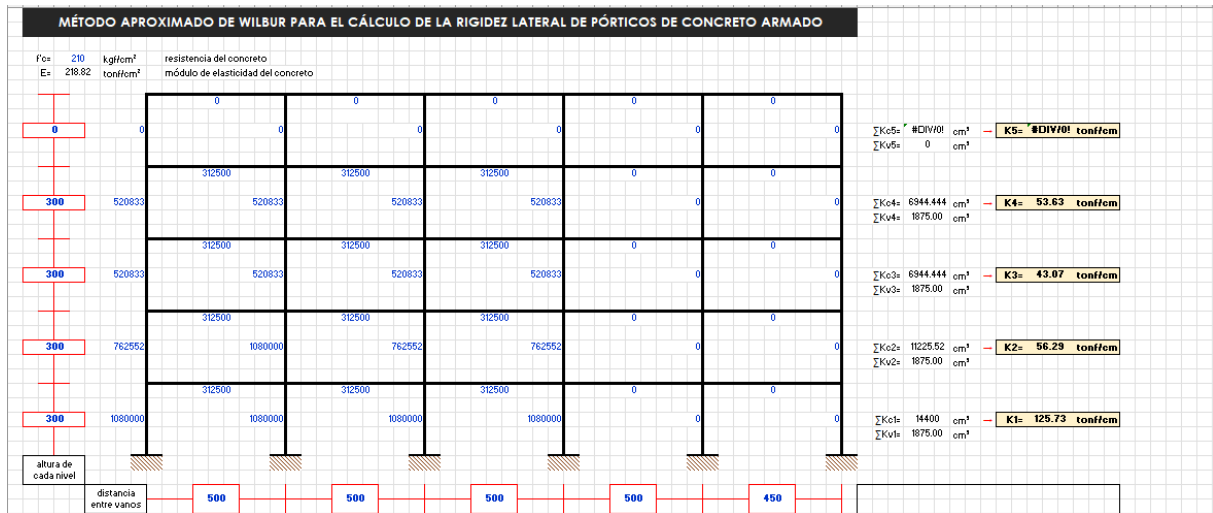 MÉTODO APROXIMADO DE WILBUR PARA EL CÁLCULO DE LA RIGIDEZ LATERAL DE PÓRTICOS DE CONCRETO ARMADO
f'c= 210 kgf/cm² resistencia del concreto
E= 218.82 tonf/cm² módulo de elasticidad del concreto
0 0 0 0 0
0 0 0 0 0 0 0 ∑Kc5= #DIV/0! cm³ → K5= #DIV/0! tonf/cm
∑Kv5= 0 cm³
312500 312500 312500 0 0
300 520833 520833 520833 520833 0 0 ∑Kc4= 6944.444 cm³ → K4= 53.63 tonf/cm
∑Kv4= 1875.00 cm³
312500 312500 312500 0 0
300 520833 520833 520833 520833 0 0 ∑Kc3= 6944.444 cm³ → K3= 43.07 tonf/cm
∑Kv3= 1875.00 cm³
312500 312500 312500 0 0
300 762552 1080000 762552 762552 0 0 ∑Kc2= 11225.52 cm³ → K2= 56.29 tonf/cm
∑Kv2= 1875.00 cm³
312500 312500 312500 0 0
300 1080000 1080000 1080000 1080000 0 0 ∑Kc1= 14400 cm³ → K1= 125.73 tonf/cm
∑Kv1= 1875.00 cm³
altura de
cada nivel
distancia
entre vanos
500 500 500 500 450